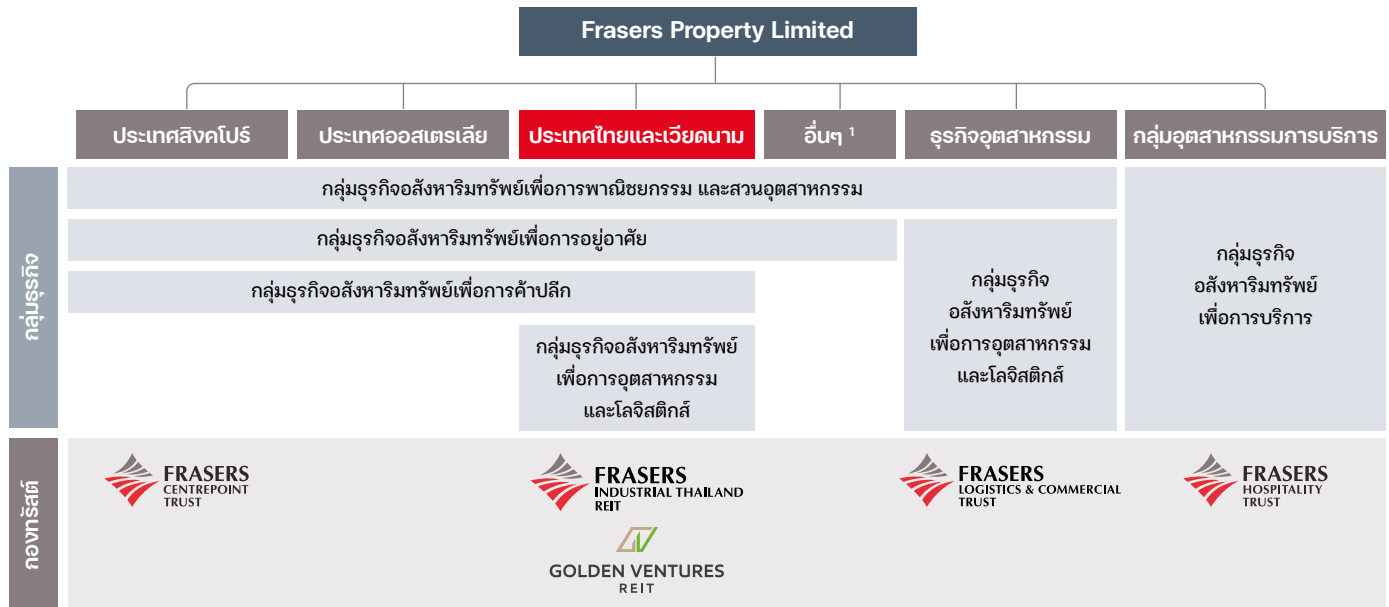 Frasers Property Limited
ประเทศสิงคโปร์
ประเทศออสเตรเลีย
ประเทศไทยและเวียดนาม
อื่นๆ ¹
ธุรกิจอุตสาหกรรม
กลุ่มอุตสาหกรรมการบริการ
กลุ่มธุรกิจ
กลุ่มธุรกิจอสังหาริมทรัพย์เพื่อการพาณิชยกรรม และสวนอุตสาหกรรม
กลุ่มธุรกิจอสังหาริมทรัพย์เพื่อการอยู่อาศัย
กลุ่มธุรกิจอสังหาริมทรัพย์เพื่อการค้าปลีก
กลุ่มธุรกิจอสังหาริมทรัพย์
เพื่อการอุตสาหกรรม
และโลจิสติกส์
กลุ่มธุรกิจ
อสังหาริมทรัพย์
เพื่อการอุตสาหกรรม
และโลจิสติกส์
กลุ่มธุรกิจ
อสังหาริมทรัพย์
เพื่อการบริการ
กองทรัสต์
FRASERS
CENTREPOINT
TRUST
FRASERS
INDUSTRIAL THAILAND
REIT
GOLDEN VENTURES
REIT
FRASERS
LOGISTICS & COMMERCIAL
TRUST
FRASERS
HOSPITALITY
TRUST